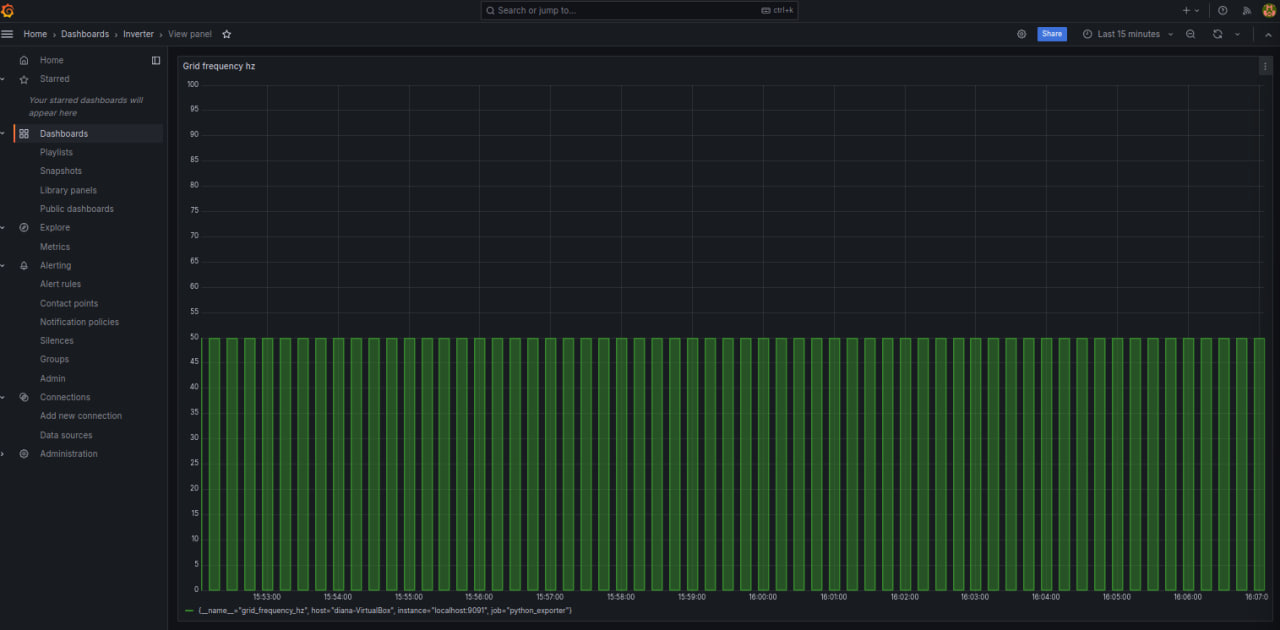 Search or jump to...
ctrl+k
Home › Dashboards › Inverter › View panel
Share
Last 15 minutes
Home
Starred
Your starred dashboards will
appear here
Dashboards
Playlists
Snapshots
Library panels
Public dashboards
Explore
Metrics
Alerting
Alert rules
Contact points
Notification policies
Silences
Groups
Admin
Connections
Add new connection
Data sources
Administration
Grid frequency hz
100
95
90
85
80
75
70
65
60
55
50
45
40
35
30
25
20
15
10
5
0
15:53:00 15:54:00 15:55:00 15:56:00 15:57:00 15:58:00 15:59:00 16:00:00 16:01:00 16:02:00 16:03:00 16:04:00 16:05:00 16:06:00 16:07:0
{__name__="grid_frequency_hz", host="diana-VirtualBox", instance="localhost:9091", job="python_exporter"}